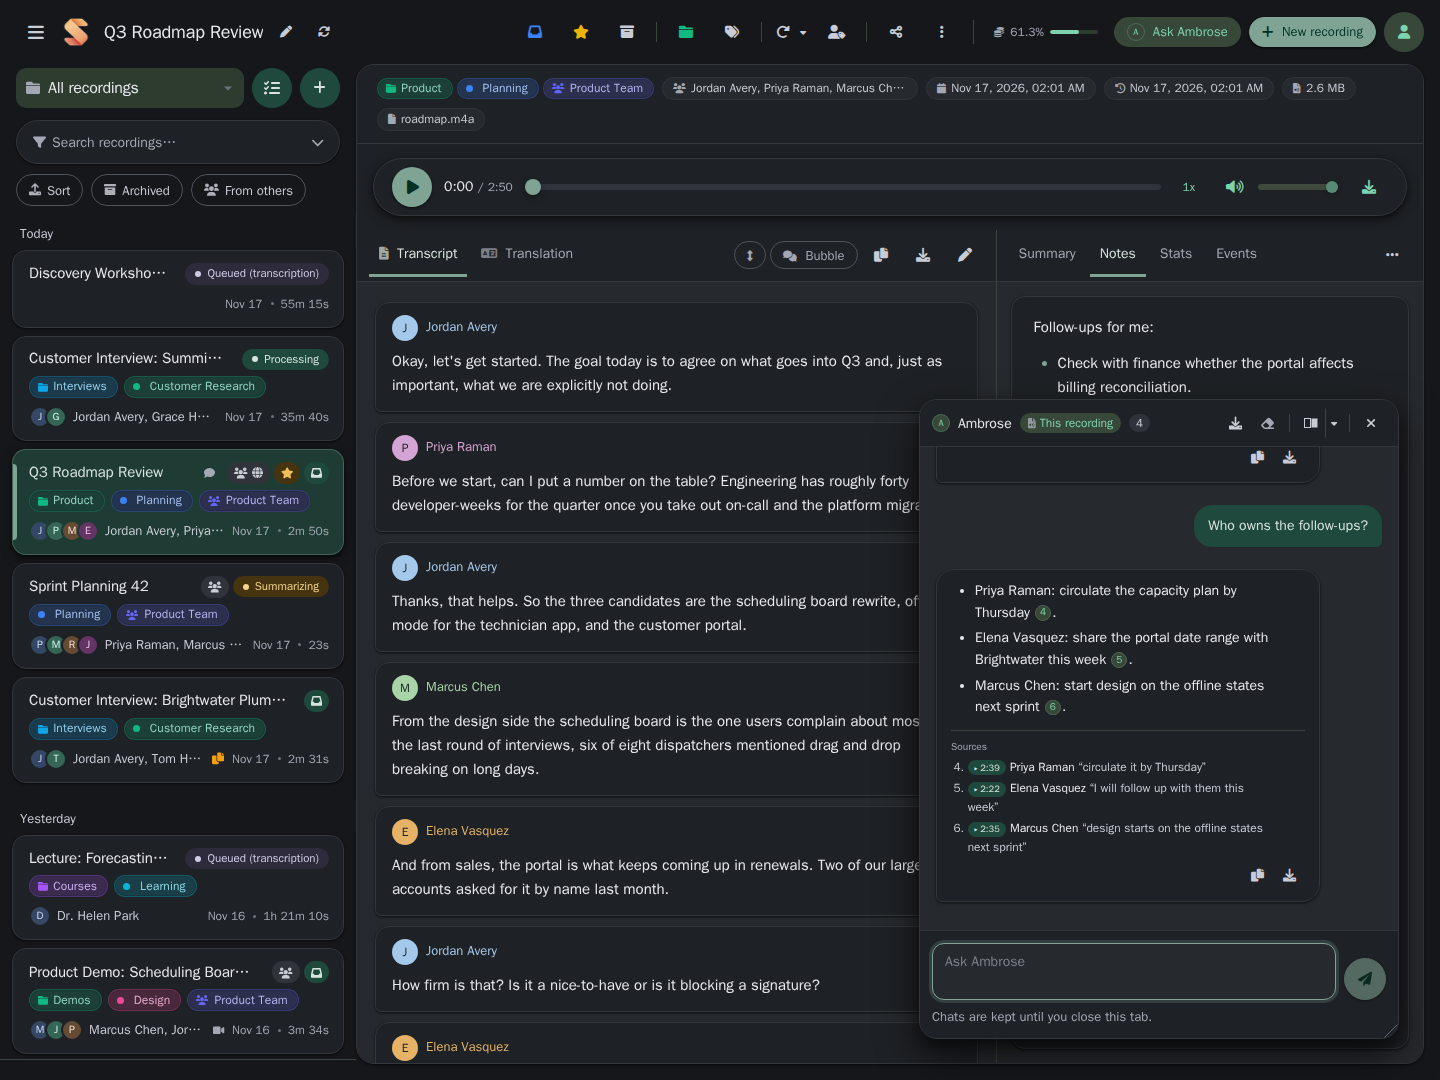 Q3 Roadmap Review
61.3%
A Ask Ambrose
New recording
All recordings
Search recordings···
Sort
Archived
From others
Today
Discovery Worksho···
Queued (transcription)
Nov 17 • 55m 15s
Customer Interview: Summi···
Processing
Interviews
Customer Research
J G Jordan Avery, Grace H··· Nov 17 • 35m 40s
Q3 Roadmap Review
Product
Planning
Product Team
J P M E Jordan Avery, Priya··· Nov 17 • 2m 50s
Sprint Planning 42
Summarizing
Planning
Product Team
P M R J Priya Raman, Marcus ··· Nov 17 • 23s
Customer Interview: Brightwater Plum···
Interviews
Customer Research
J T Jordan Avery, Tom H··· Nov 17 • 2m 31s
Yesterday
Lecture: Forecastin···
Queued (transcription)
Courses
Learning
D Dr. Helen Park Nov 16 • 1h 21m 10s
Product Demo: Scheduling Boar···
Demos
Design
Product Team
M J P Marcus Chen, Jor··· Nov 16 • 3m 34s
Product
Planning
Product Team
Jordan Avery, Priya Raman, Marcus Ch···
Nov 17, 2026, 02:01 AM
Nov 17, 2026, 02:01 AM
2.6 MB
roadmap.m4a
0:00 / 2:50
1x
Transcript
Translation
Bubble
J Jordan Avery
Okay, let's get started. The goal today is to agree on what goes into Q3 and, just as
important, what we are explicitly not doing.
P Priya Raman
Before we start, can I put a number on the table? Engineering has roughly forty
developer-weeks for the quarter once you take out on-call and the platform migra
J Jordan Avery
Thanks, that helps. So the three candidates are the scheduling board rewrite, of
mode for the technician app, and the customer portal.
M Marcus Chen
From the design side the scheduling board is the one users complain about mos
the last round of interviews, six of eight dispatchers mentioned drag and drop
breaking on long days.
E Elena Vasquez
And from sales, the portal is what keeps coming up in renewals. Two of our large
accounts asked for it by name last month.
J Jordan Avery
How firm is that? Is it a nice-to-have or is it blocking a signature?
E Elena Vasquez
Summary
Notes
Stats
Events
Follow-ups for me:
• Check with finance whether the portal affects
billing reconciliation.
A Ambrose
This recording
4
Who owns the follow-ups?
• Priya Raman: circulate the capacity plan by
Thursday 4 .
• Elena Vasquez: share the portal date range with
Brightwater this week 5 .
• Marcus Chen: start design on the offline states
next sprint 6 .
Sources
4. 2:39 Priya Raman “circulate it by Thursday”
5. 2:22 Elena Vasquez “I will follow up with them this
week”
6. 2:35 Marcus Chen “design starts on the offline states
next sprint”
Ask Ambrose
Chats are kept until you close this tab.